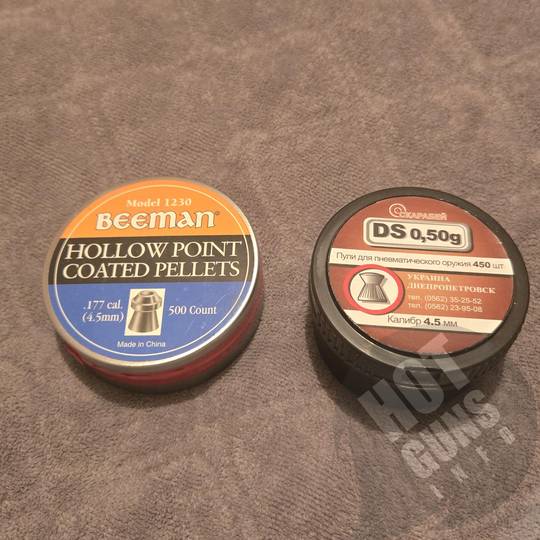 Model 1230
BEEMAN®
HOLLOW POINT
COATED PELLETS
.177 cal.
(4.5mm)
500 Count
Made in China
СКАРАБЕЙ
DS 0,50g
Пули для пневматического оружия 450 шт
УКРАИНА
ДНЕПРОПЕТРОВСК
тел. (0562) 35-25-52
тел. (0562) 23-95-08
Калибр 4.5 мм
HOT
GUNS
INFO